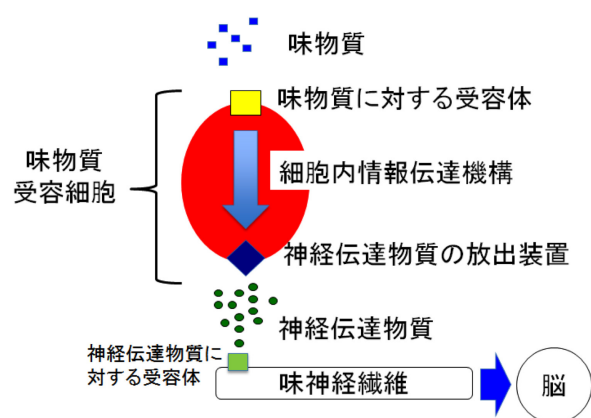 味物質
味物質に対する受容体
味物質
受容細胞
細胞内情報伝達機構
神経伝達物質の放出装置
神経伝達物質
神経伝達物質に
対する受容体
味神経繊維
脳